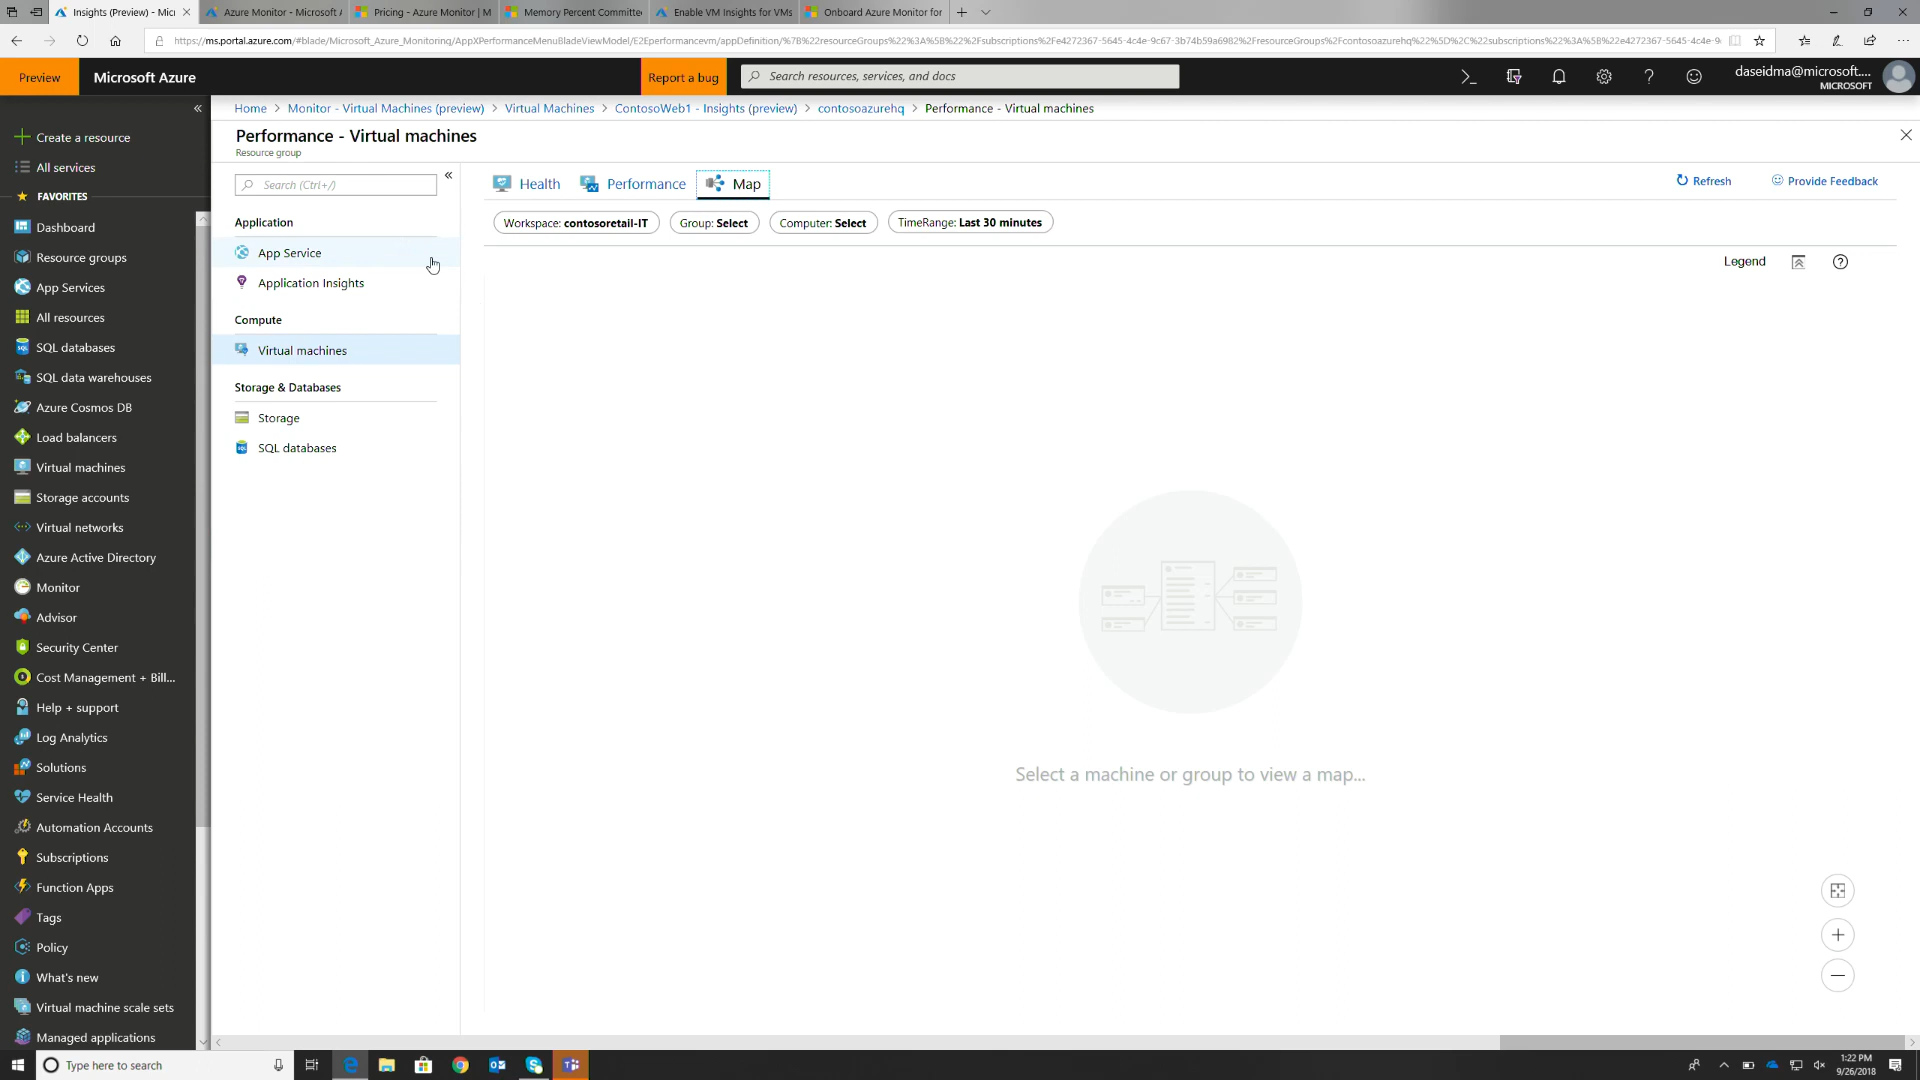 Insights (Preview) - Micr
Azure Monitor - Microsoft A
Pricing - Azure Monitor | M
Memory Percent Committe
Enable VM Insights for VMs
Onboard Azure Monitor for
Preview
Microsoft Azure
Report a bug
Search resources, services, and docs
daseidma@microsoft....
MICROSOFT
Home > Monitor - Virtual Machines (preview) > Virtual Machines > ContosoWeb1 - Insights (preview) > contosoazurehq > Performance - Virtual machines
Performance - Virtual machines
Resource group
Create a resource
All services
FAVORITES
Dashboard
Resource groups
App Services
All resources
SQL databases
SQL data warehouses
Azure Cosmos DB
Load balancers
Virtual machines
Storage accounts
Virtual networks
Azure Active Directory
Monitor
Advisor
Security Center
Cost Management + Bill...
Help + support
Log Analytics
Solutions
Service Health
Automation Accounts
Subscriptions
Function Apps
Tags
Policy
What's new
Virtual machine scale sets
Managed applications
Search (Ctrl+/)
Application
App Service
Application Insights
Compute
Virtual machines
Storage & Databases
Storage
SQL databases
Health
Performance
Map
Refresh
Provide Feedback
Workspace: contosoretail-IT
Group: Select
Computer: Select
TimeRange: Last 30 minutes
Legend
Select a machine or group to view a map...
Type here to search
1:22 PM
9/26/2018